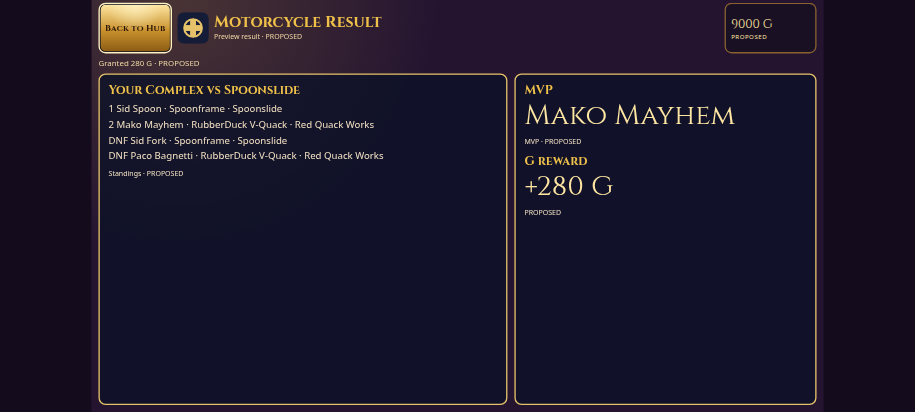 Back to Hub
Motorcycle Result
Preview result · PROPOSED
9000 G
PROPOSED
Granted 280 G · PROPOSED
Your Complex vs Spoonslide
1 Sid Spoon · Spoonframe · Spoonslide
2 Mako Mayhem · RubberDuck V-Quack · Red Quack Works
DNF Sid Fork · Spoonframe · Spoonslide
DNF Paco Bagnetti · RubberDuck V-Quack · Red Quack Works
Standings · PROPOSED
MVP
Mako Mayhem
MVP · PROPOSED
G reward
+280 G
PROPOSED